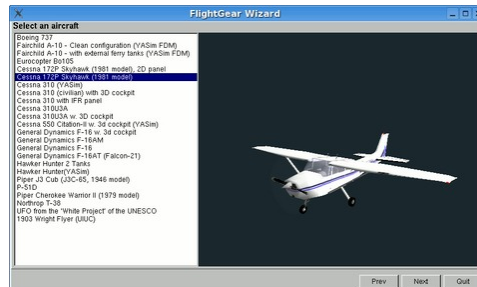 FlightGear Wizard
Select an aircraft
Boeing 737
Fairchild A-10 - Clean configuration (YASim FDM)
Fairchild A-10 - with external ferry tanks (YASim FDM)
Eurocopter Bo105
Cessna 172P Skyhawk (1981 model), 2D panel
Cessna 172P Skyhawk (1981 model)
Cessna 310 (YASim)
Cessna 310 (civilian) with 3D cockpit
Cessna 310 with IFR panel
Cessna 310U3A
Cessna 310U3A w. 3D cockpit
Cessna 550 Citation-II w. 3d cockpit (YASim)
General Dynamics F-16 w. 3d cockpit
General Dynamics F-16AM
General Dynamics F-16
General Dynamics F-16AT (Falcon-21)
Hawker Hunter 2 Tanks
Hawker Hunter(YASim)
Piper J3 Cub (J3C-65, 1946 model)
P-51D
Piper Cherokee Warrior II (1979 model)
Northrop T-38
UFO from the 'White Project' of the UNESCO
1903 Wright Flyer (UIUC)
Prev Next Quit